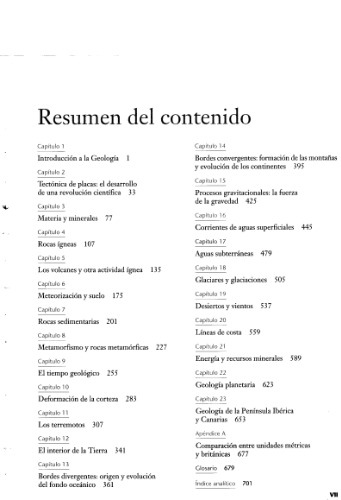 Resumen del contenido
Capítulo 1
Introducción a la Geología 1
Capítulo 2
Tectónica de placas: el desarrollo
de una revolución científica 33
Capítulo 3
Materia y minerales 77
Capítulo 4
Rocas ígneas 107
Capítulo 5
Los volcanes y otra actividad ígnea 135
Capítulo 6
Meteorización y suelo 175
Capítulo 7
Rocas sedimentarias 201
Capítulo 8
Metamorfismo y rocas metamórficas 227
Capítulo 9
El tiempo geológico 255
Capítulo 10
Deformación de la corteza 283
Capítulo 11
Los terremotos 307
Capítulo 12
El interior de la Tierra 341
Capítulo 13
Bordes divergentes: origen y evolución
del fondo oceánico 361
Capítulo 14
Bordes convergentes: formación de las montañas
y evolución de los continentes 395
Capítulo 15
Procesos gravitacionales: la fuerza
de la gravedad 425
Capítulo 16
Corrientes de aguas superficiales 445
Capítulo 17
Aguas subterráneas 479
Capítulo 18
Glaciares y glaciaciones 505
Capítulo 19
Desiertos y vientos 537
Capítulo 20
Líneas de costa 559
Capítulo 21
Energía y recursos minerales 589
Capítulo 22
Geología planetaria 623
Capítulo 23
Geología de la Península Ibérica
y Canarias 653
Apéndice A
Comparación entre unidades métricas
y británicas 677
Glosario 679
Índice analítico 701
VII